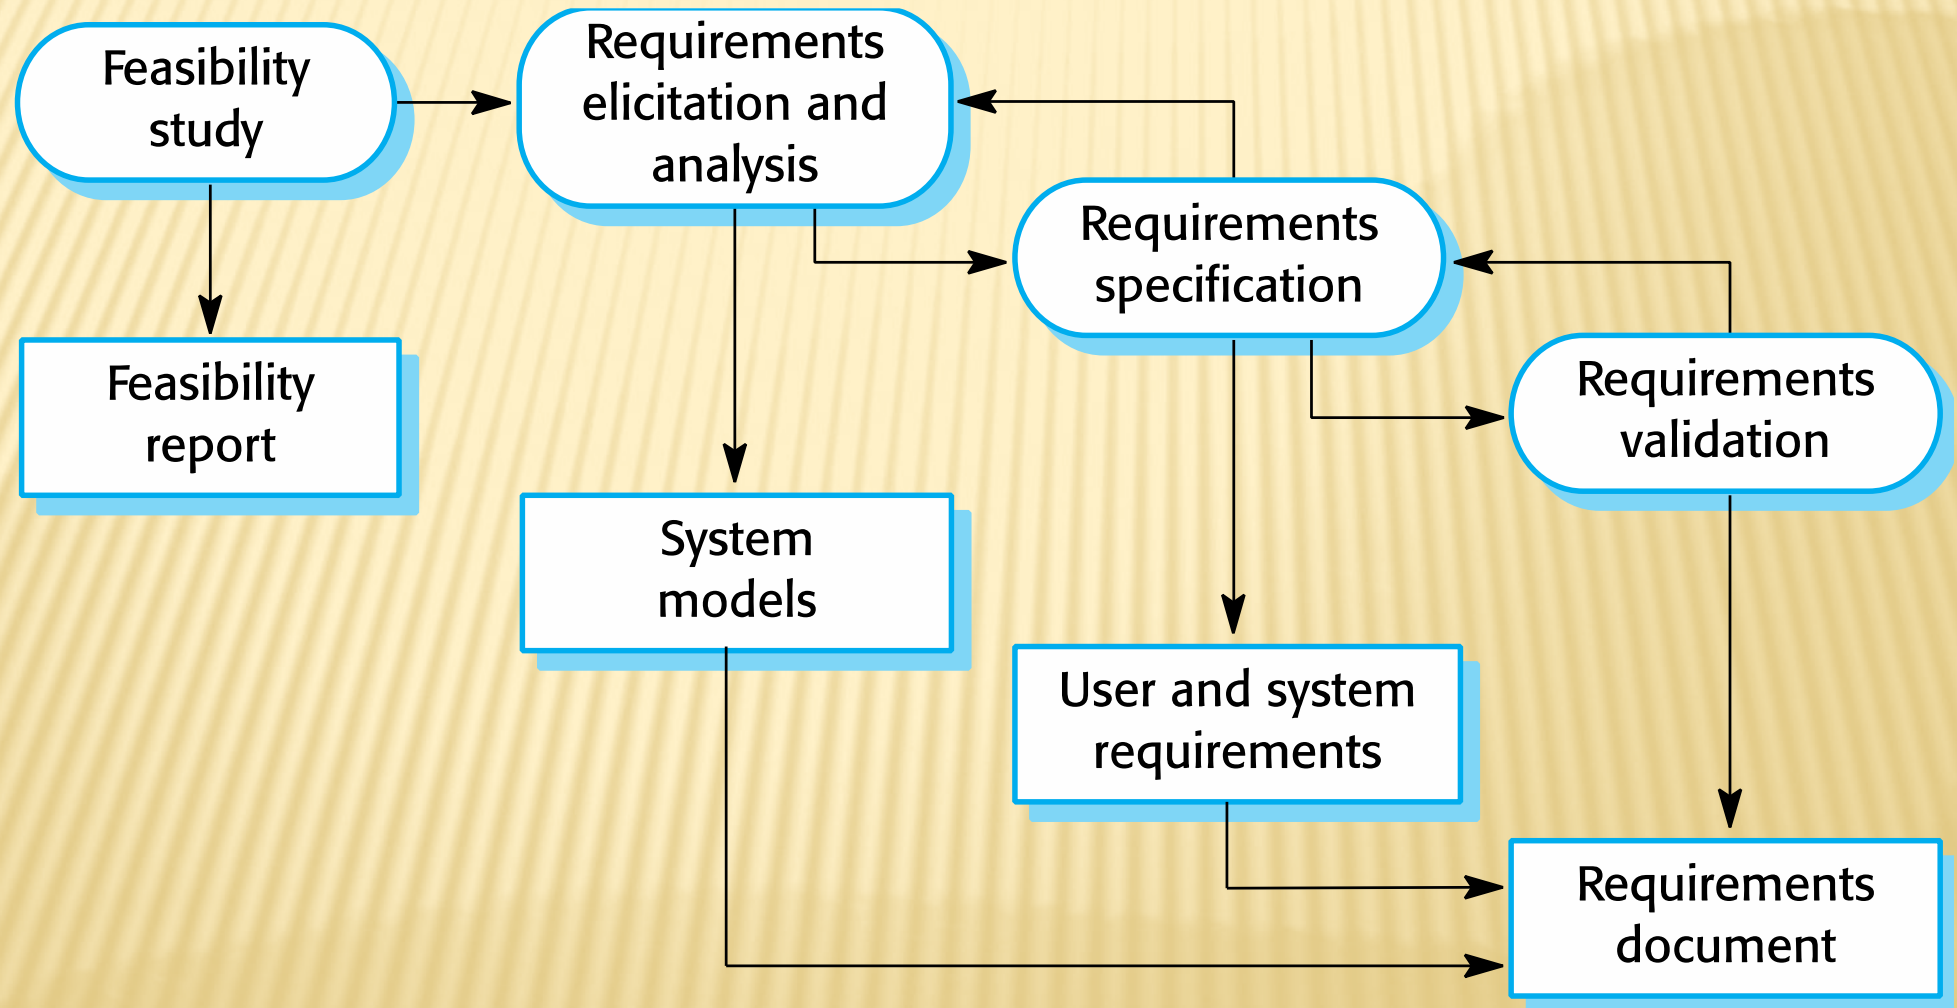 Feasibility
study
Requirements
elicitation and
analysis
Requirements
specification
Requirements
validation
Feasibility
report
System
models
User and system
requirements
Requirements
document